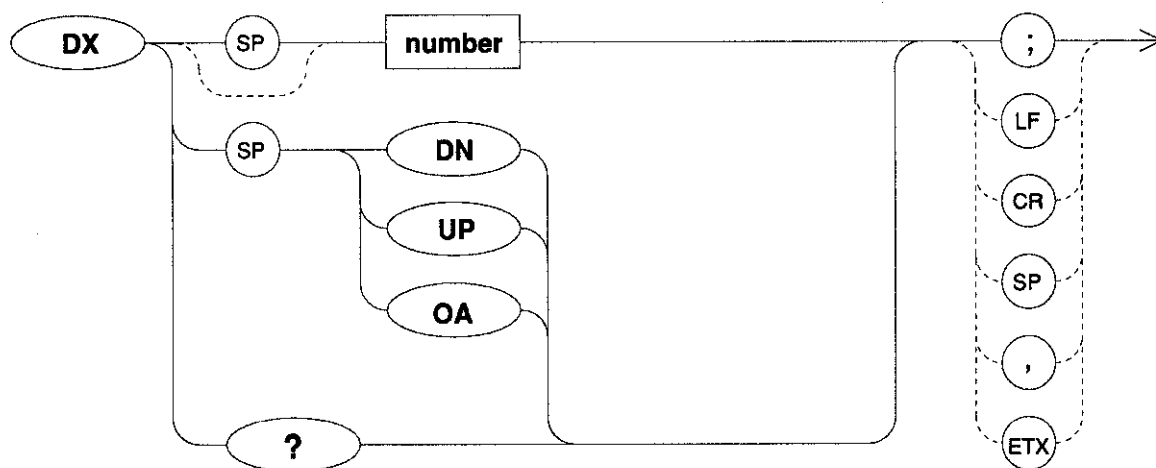 DX SP number ;
LF
SP DN
UP CR
SP
OA
,
? ETX